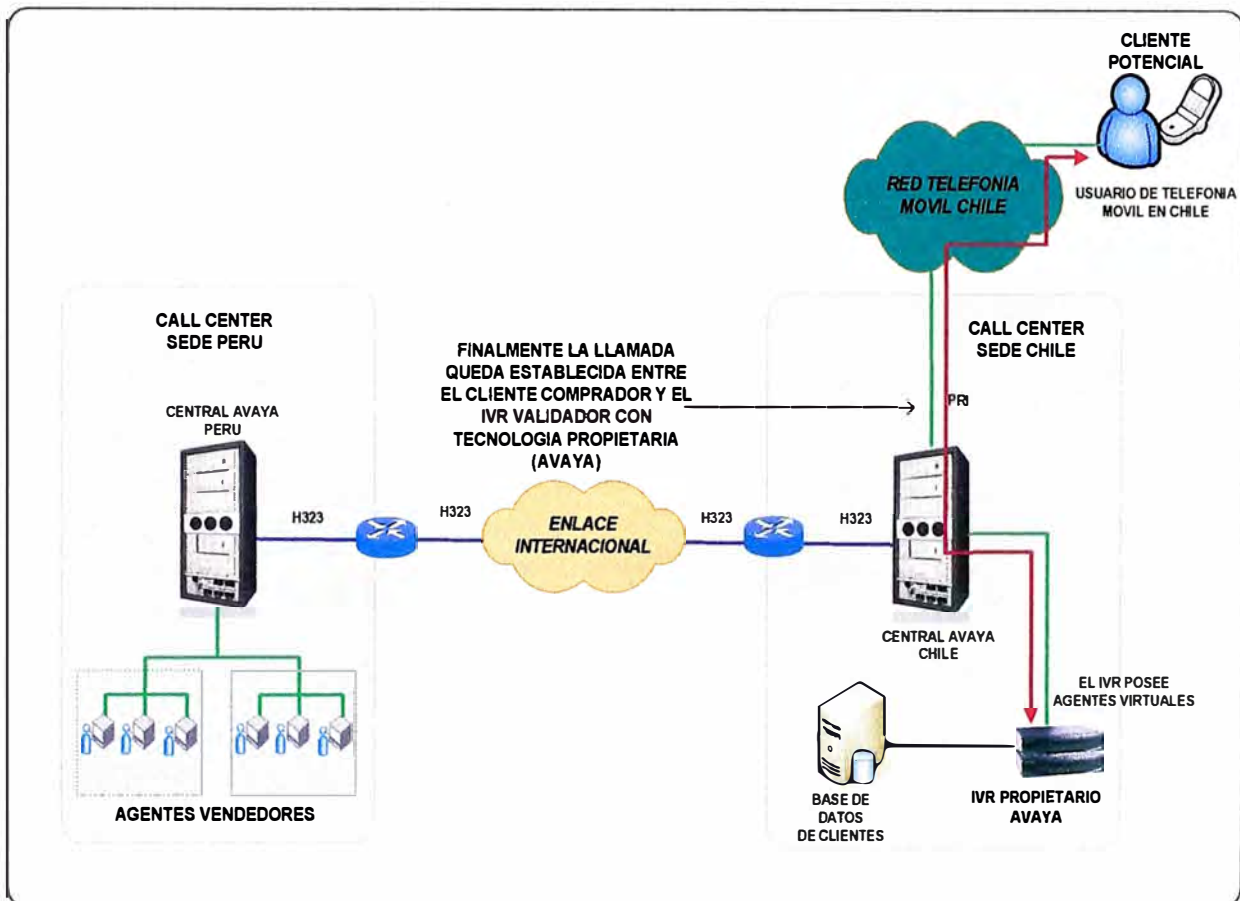 CLIENTE
POTENCIAL
RED TELEFONIA
MOVIL CHILE
USUARIO DE TELEFONIA
MOVIL EN CHILE
CALL CENTER
SEDE PERU
CENTRAL AVAYA
PERU
FINALMENTE LA LLAMADA
QUEDA ESTABLECIDA ENTRE
EL CLIENTE COMPRADOR Y EL
IVR VALIDADOR CON
TECNOLOGIA PROPIETARIA
(AVAYA)
CALL CENTER
SEDE CHILE
PRI
H323
H323
ENLACE
INTERNACIONAL
H323
H323
CENTRAL AVAYA
CHILE
EL IVR POSEE
AGENTES VIRTUALES
AGENTES VENDEDORES
BASE DE
DATOS
DE CLIENTES
IVR PROPIETARIO
AVAYA